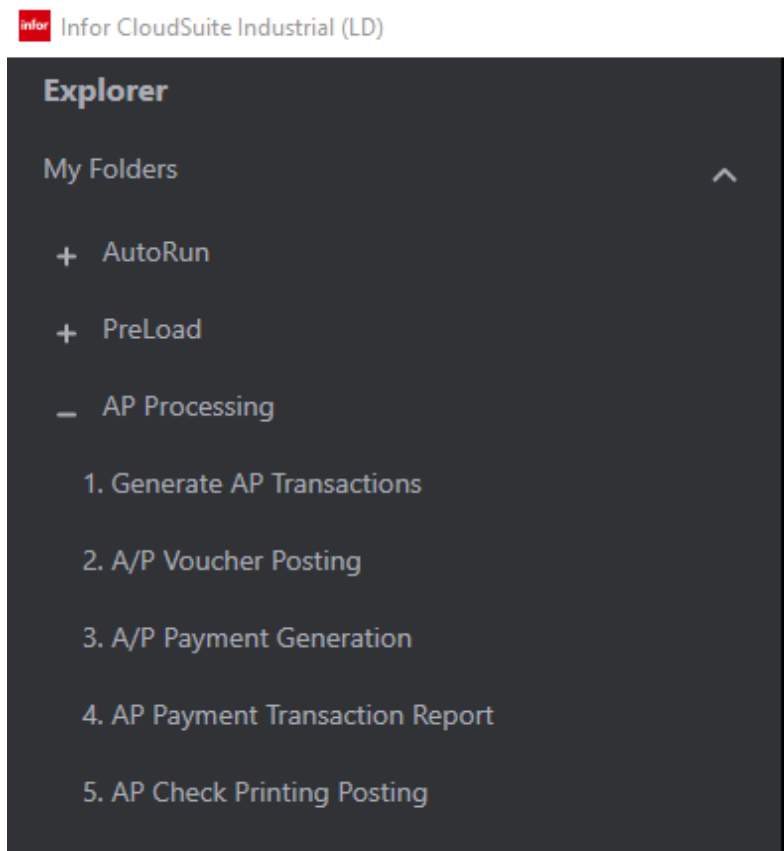 infor Infor CloudSuite Industrial (LD)
Explorer
My Folders
AutoRun
PreLoad
AP Processing
1. Generate AP Transactions
2. A/P Voucher Posting
3. A/P Payment Generation
4. AP Payment Transaction Report
5. AP Check Printing Posting